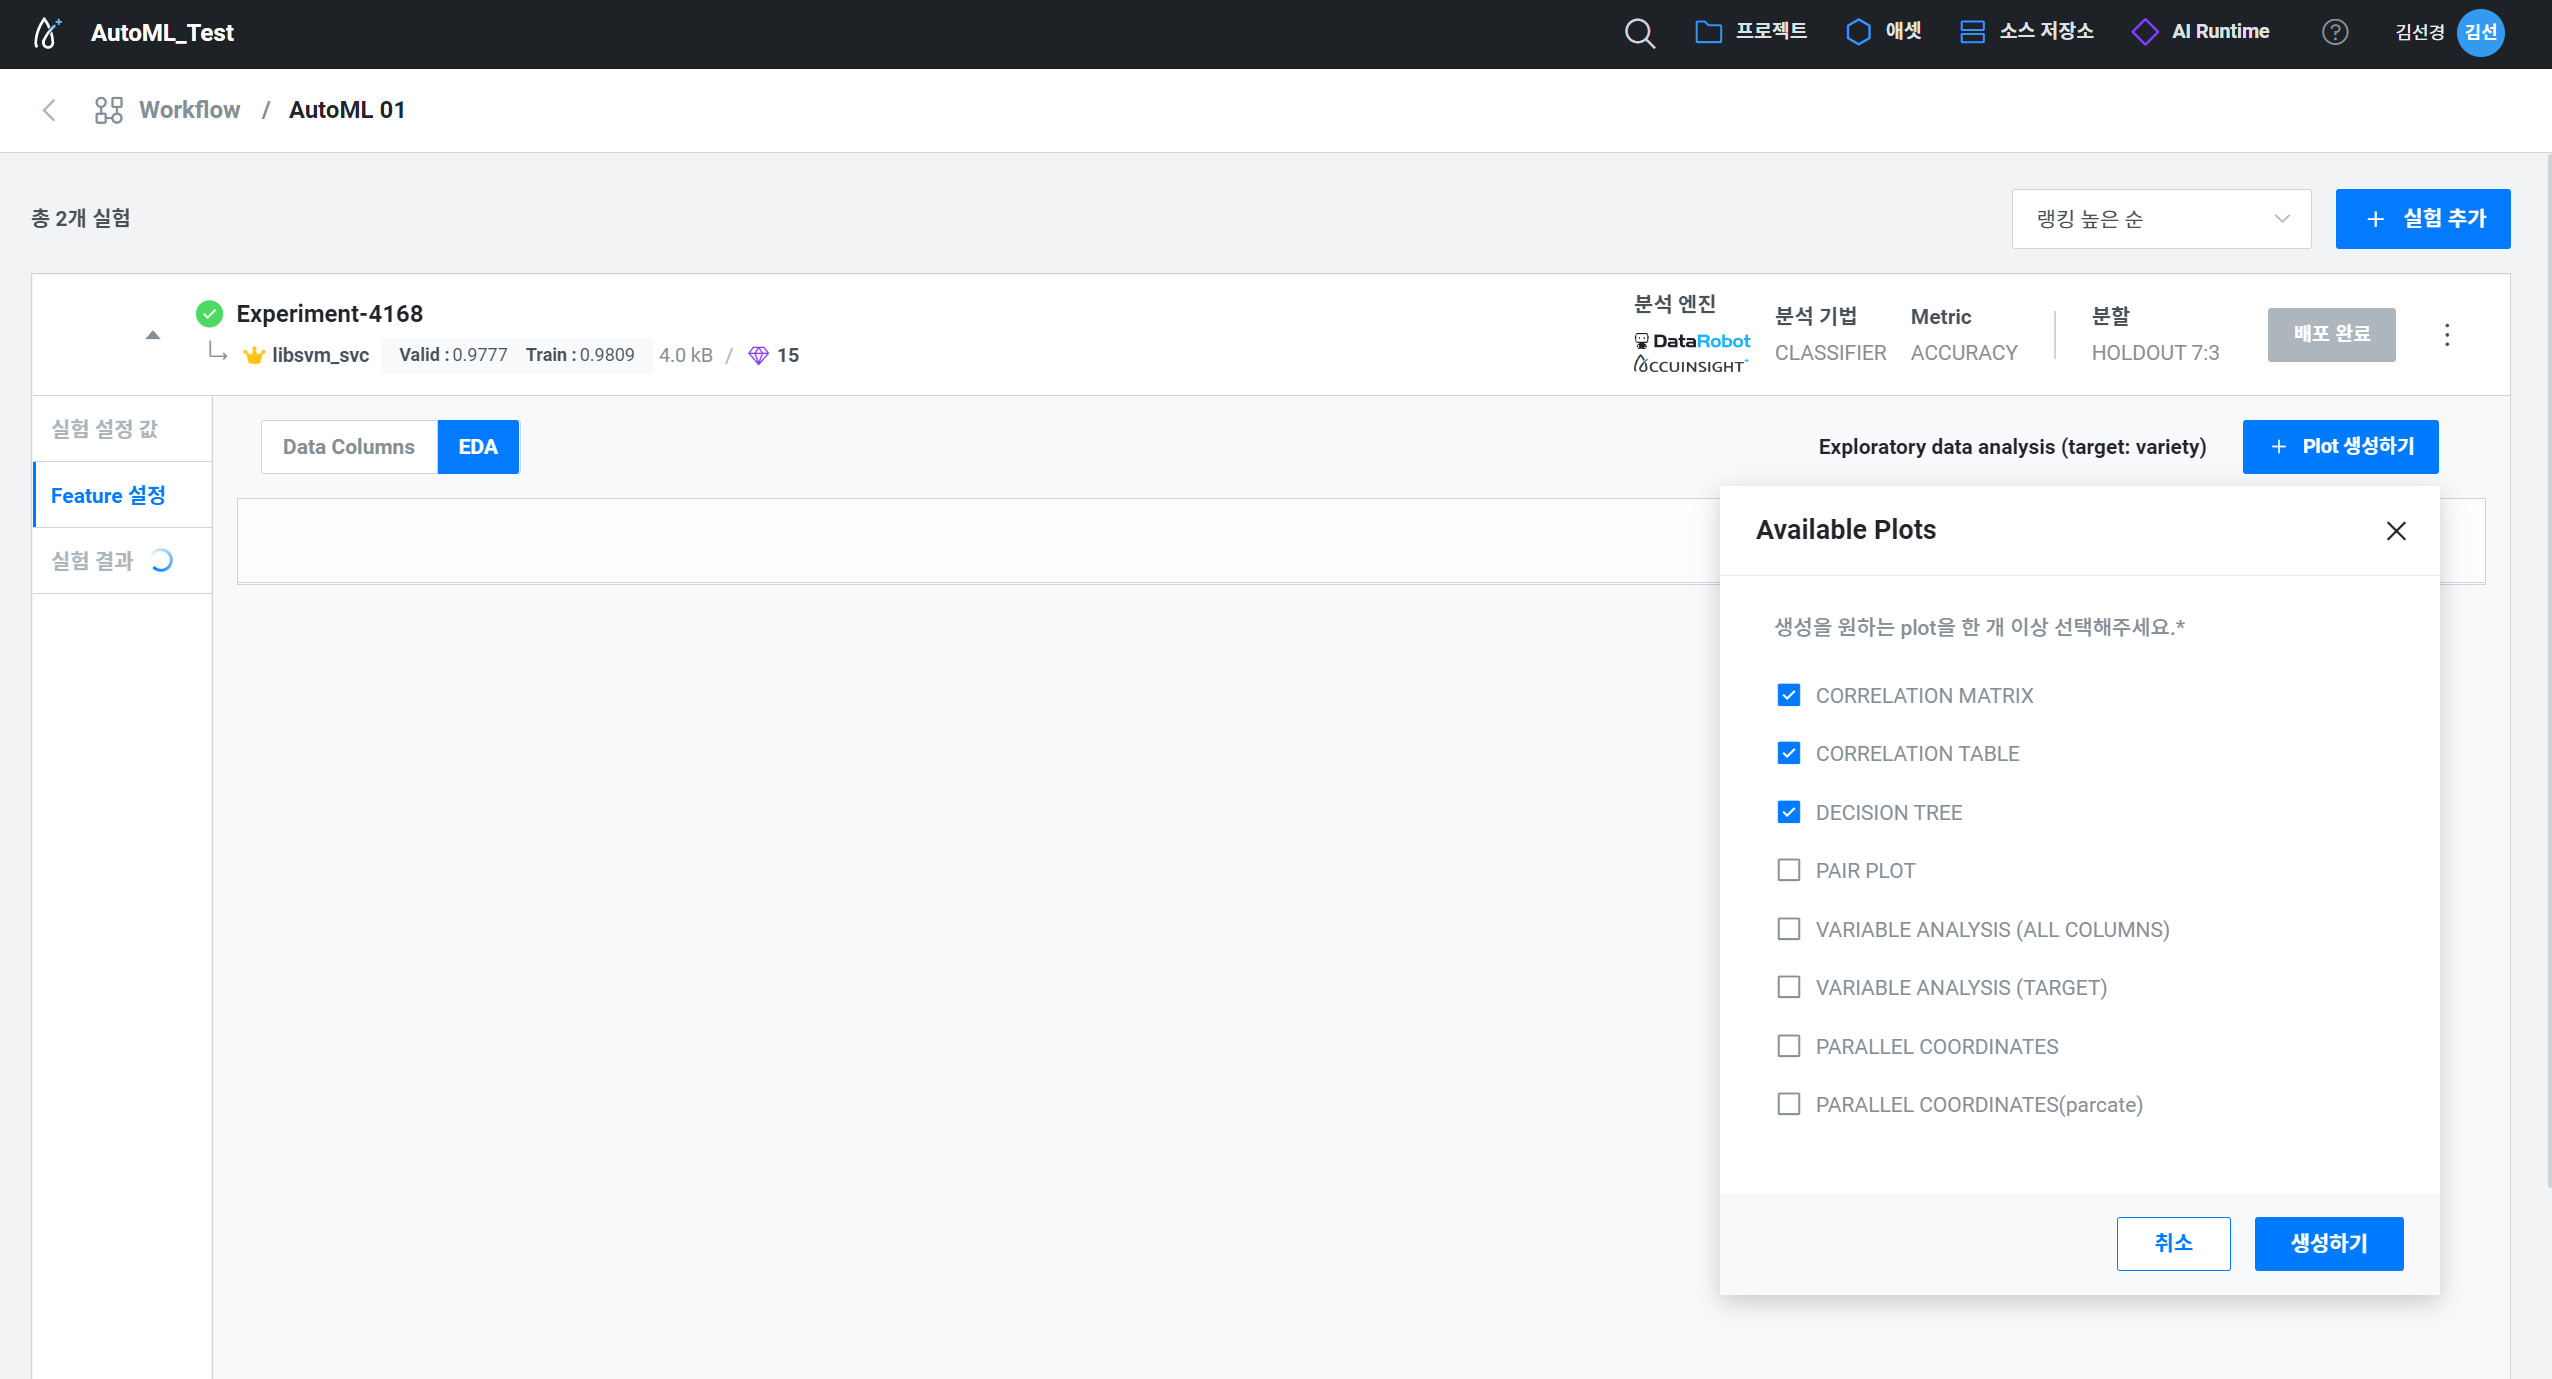 AutoML_Test
프로젝트
애셋
소스 저장소
AI Runtime
?
김선경
김선
Workflow / AutoML 01
총 2개 실험
랭킹 높은 순
+ 실험 추가
Experiment-4168
libsvm_svc Valid : 0.9777 Train : 0.9809 4.0 kB / 15
분석 엔진
DataRobot
ACCUINSIGHT+
분석 기법
CLASSIFIER
Metric
ACCURACY
분할
HOLDOUT 7:3
배포 완료
실험 설정 값
Feature 설정
실험 결과
Data Columns
EDA
Exploratory data analysis (target: variety)
+ Plot 생성하기
Available Plots
생성을 원하는 plot을 한 개 이상 선택해주세요.*
CORRELATION MATRIX
CORRELATION TABLE
DECISION TREE
PAIR PLOT
VARIABLE ANALYSIS (ALL COLUMNS)
VARIABLE ANALYSIS (TARGET)
PARALLEL COORDINATES
PARALLEL COORDINATES(parcate)
취소
생성하기